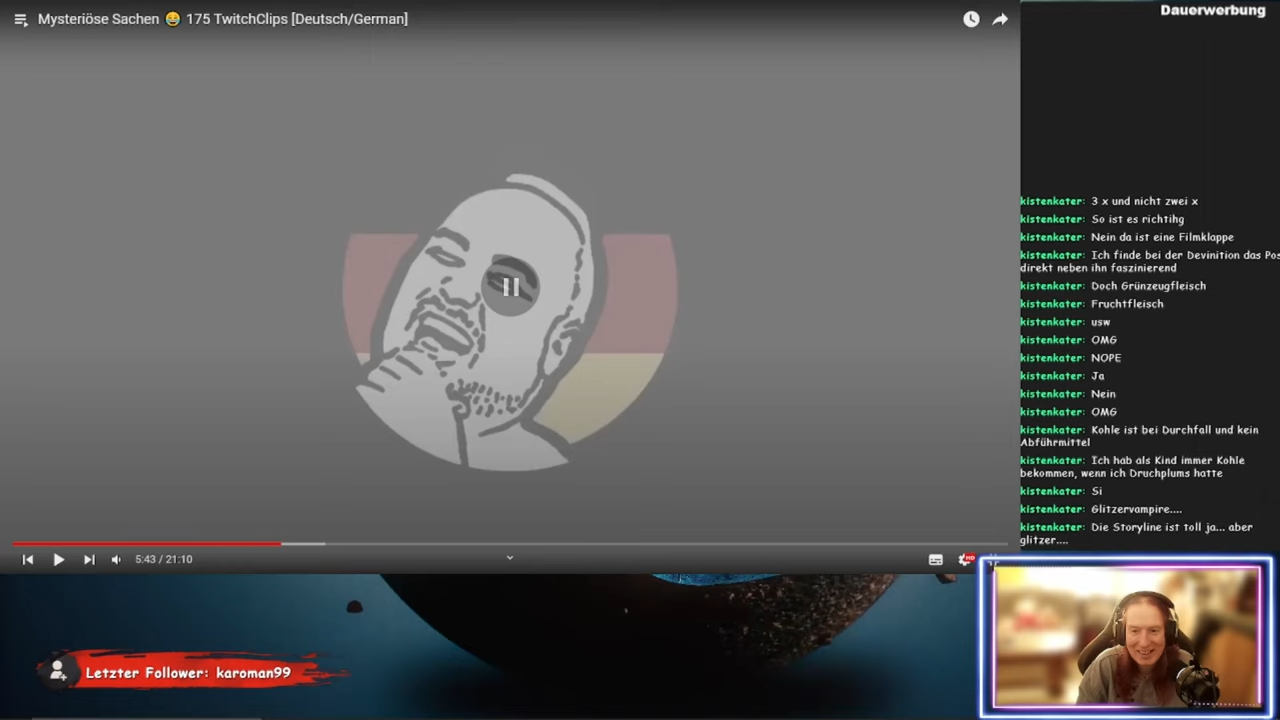 Mysteriöse Sachen 😂 175 TwitchClips [Deutsch/German]
Dauerwerbung
kistenkater: 3 x und nicht zwei x
kistenkater: So ist es richtihg
kistenkater: Nein da ist eine Filmklappe
kistenkater: Ich finde bei der Devinition das Pos
direkt neben ihn faszinierend
kistenkater: Doch Grünzeugfleisch
kistenkater: Fruchtfleisch
kistenkater: usw
kistenkater: OMG
kistenkater: NOPE
kistenkater: Ja
kistenkater: Nein
kistenkater: OMG
kistenkater: Kohle ist bei Durchfall und kein
Abführmittel
kistenkater: Ich hab als Kind immer Kohle
bekommen, wenn ich Druchplums hatte
kistenkater: Si
kistenkater: Glitzervampire....
kistenkater: Die Storyline ist toll ja... aber
glitzer....
5:43 / 21:10
HD
Letzter Follower: karoman99